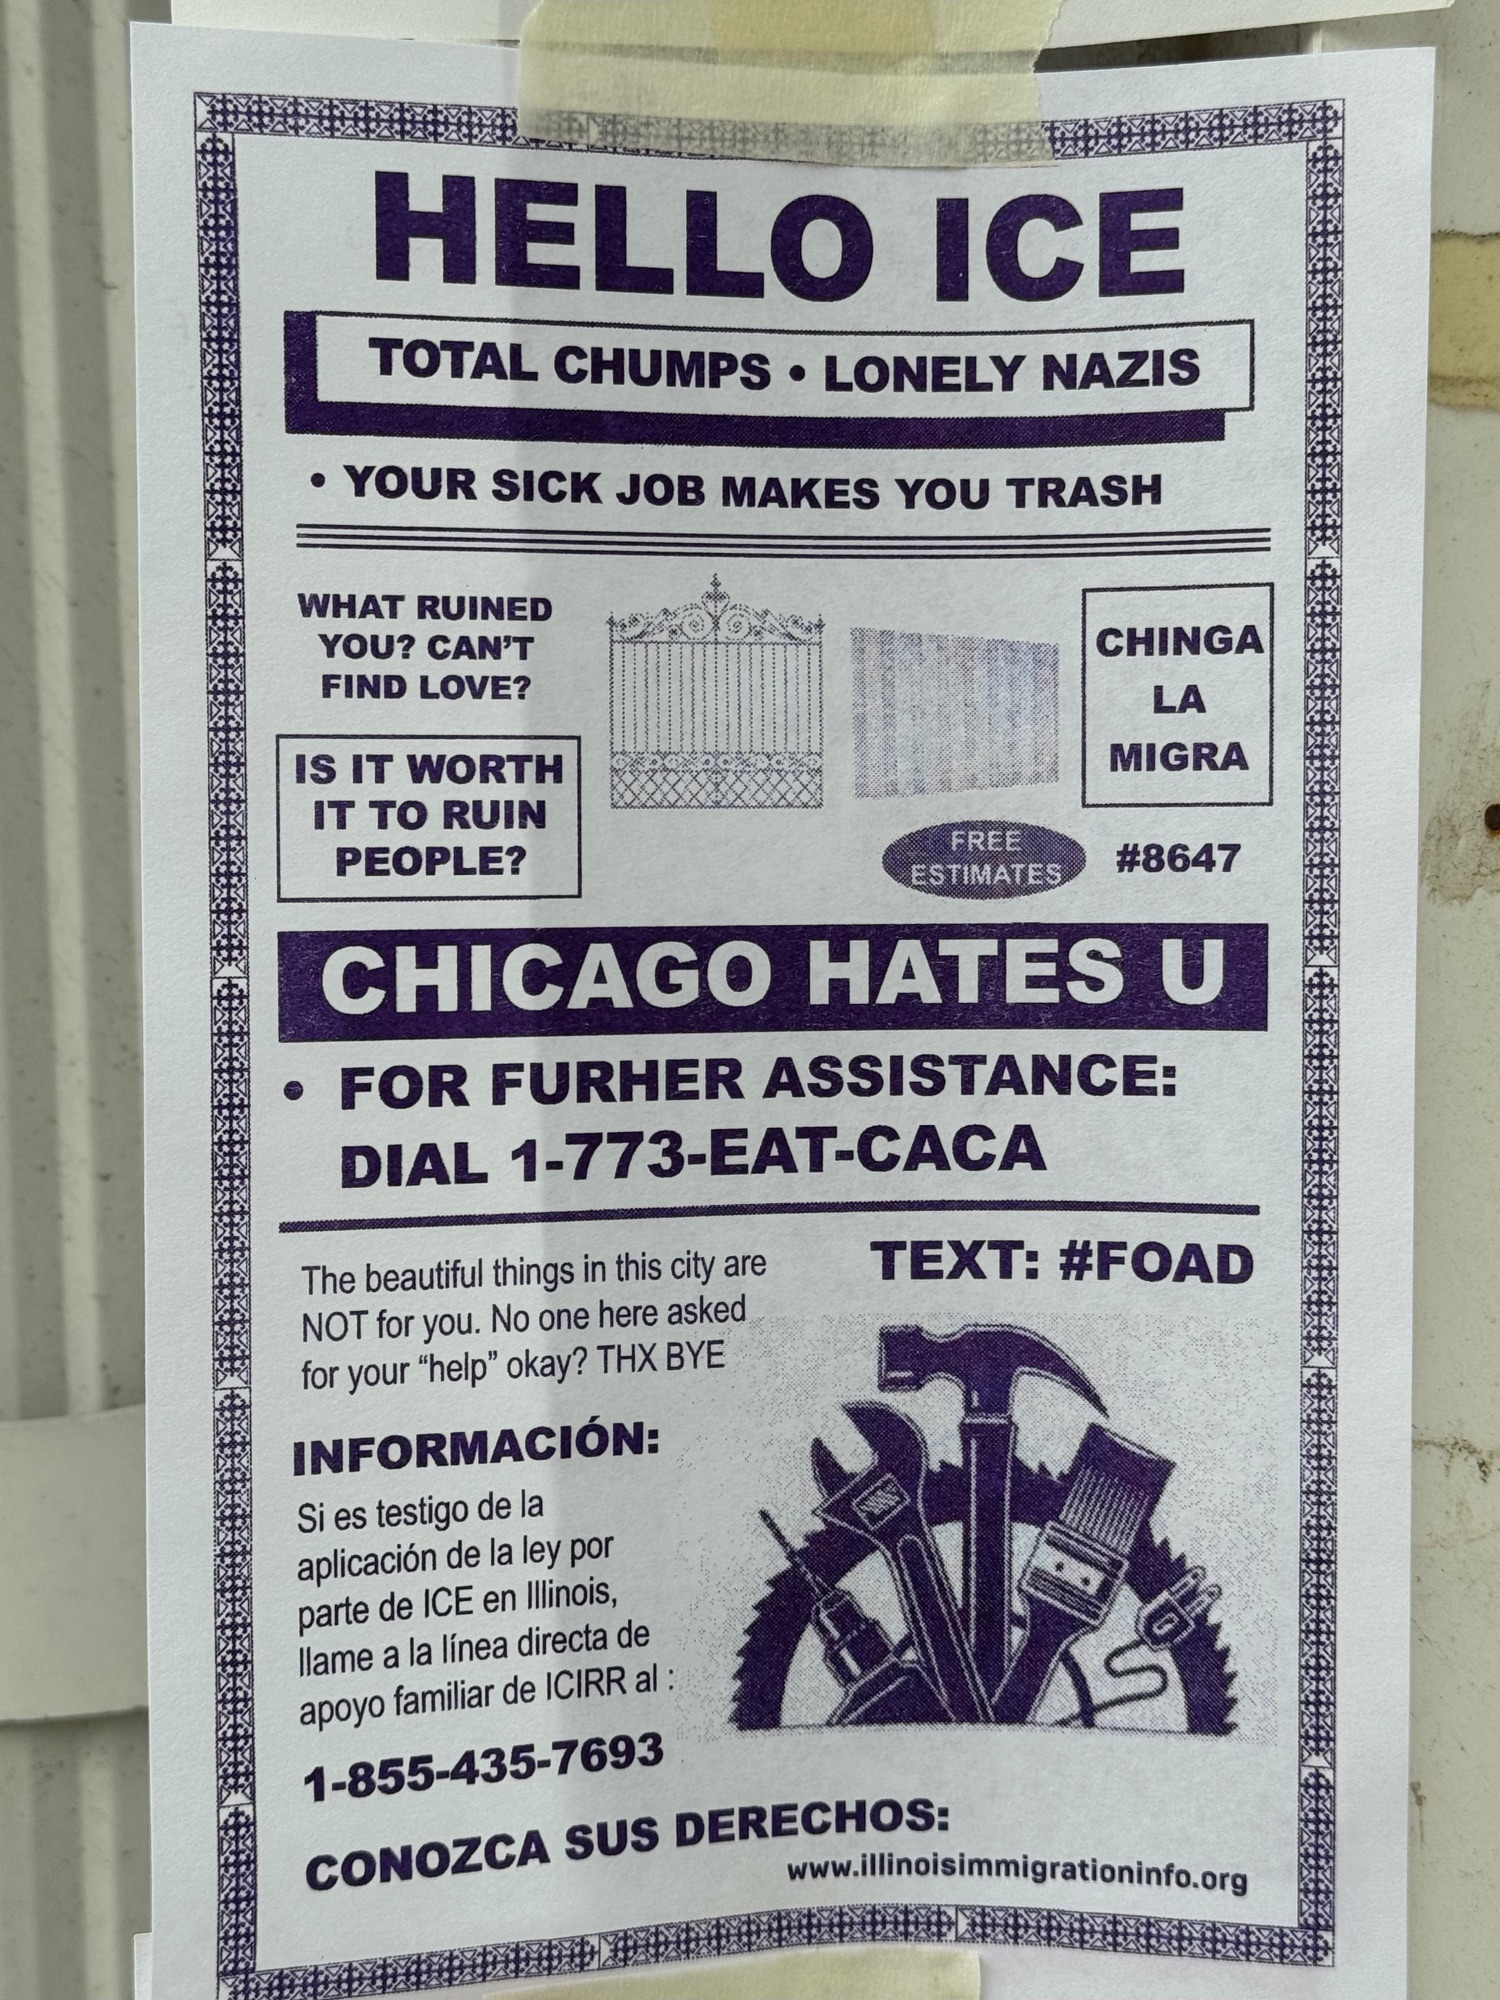 HELLO ICE
TOTAL CHUMPS • LONELY NAZIS
• YOUR SICK JOB MAKES YOU TRASH
WHAT RUINED
YOU? CAN'T
FIND LOVE?
IS IT WORTH
IT TO RUIN
PEOPLE?
CHINGA
LA
MIGRA
FREE
ESTIMATES
#8647
CHICAGO HATES U
• FOR FURHER ASSISTANCE:
DIAL 1-773-EAT-CACA
TEXT: #FOAD
The beautiful things in this city are
NOT for you. No one here asked
for your “help” okay? THX BYE
INFORMACIÓN:
Si es testigo de la
aplicación de la ley por
parte de ICE en Illinois,
llame a la línea directa de
apoyo familiar de ICIRR al :
1-855-435-7693
CONOZCA SUS DERECHOS:
www.illinoisimmigrationinfo.org